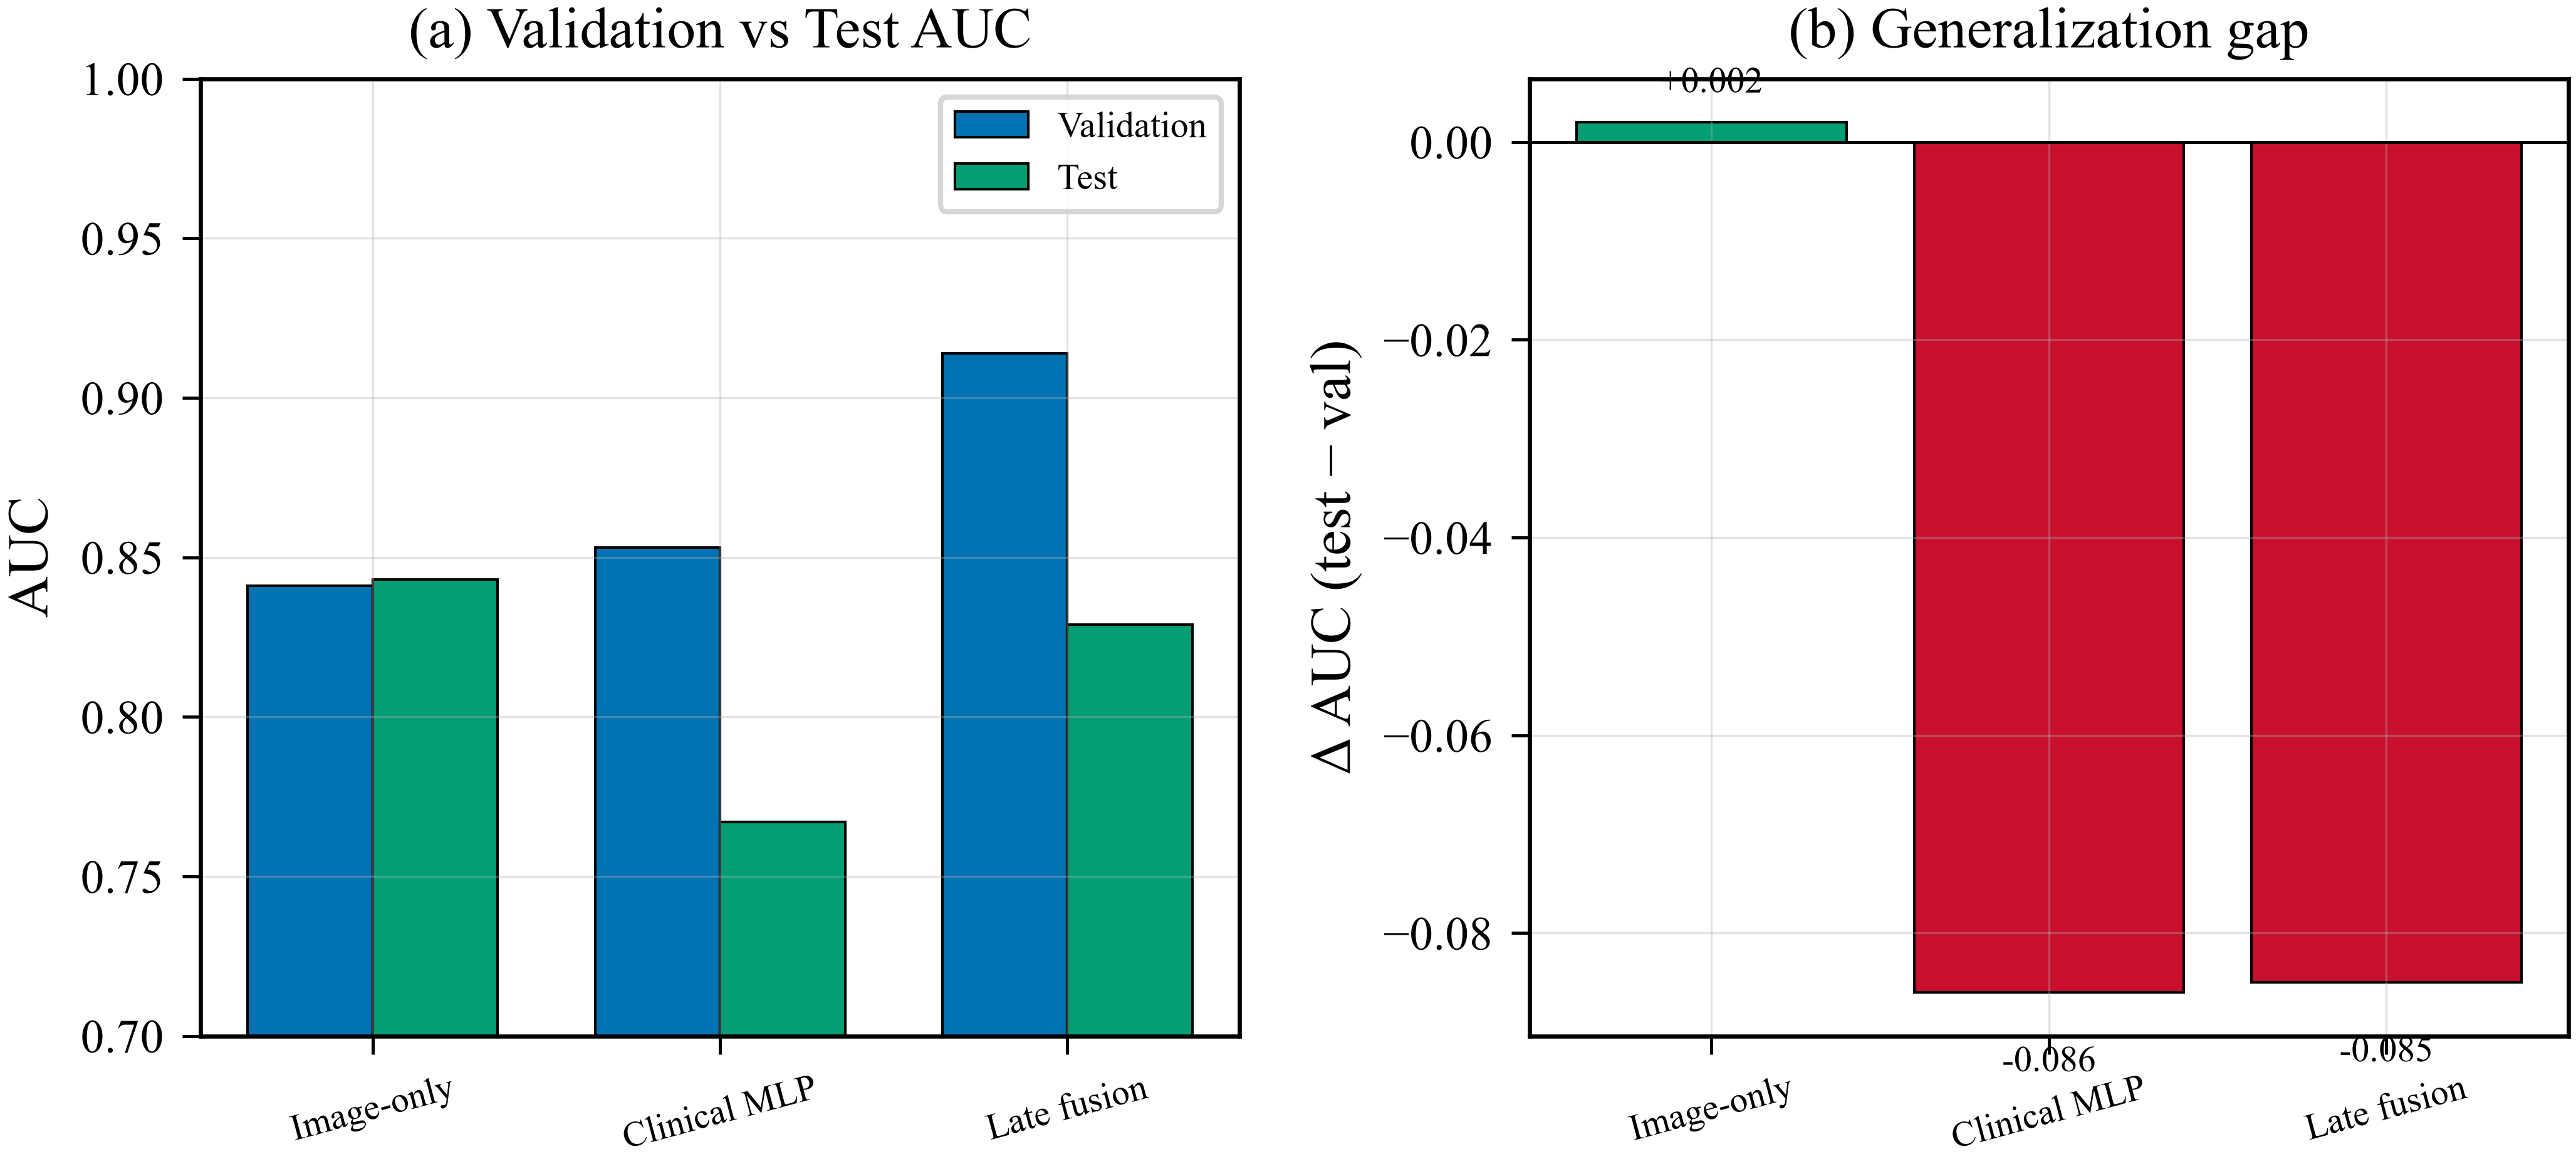 (a) Validation vs Test AUC
1.00
0.95
0.90
0.85
0.80
0.75
0.70
AUC
Validation
Test
Image-only
Clinical MLP
Late fusion
(b) Generalization gap
+0.002
0.00
−0.02
−0.04
−0.06
−0.08
Δ AUC (test − val)
-0.086
-0.085
Image-only
Clinical MLP
Late fusion